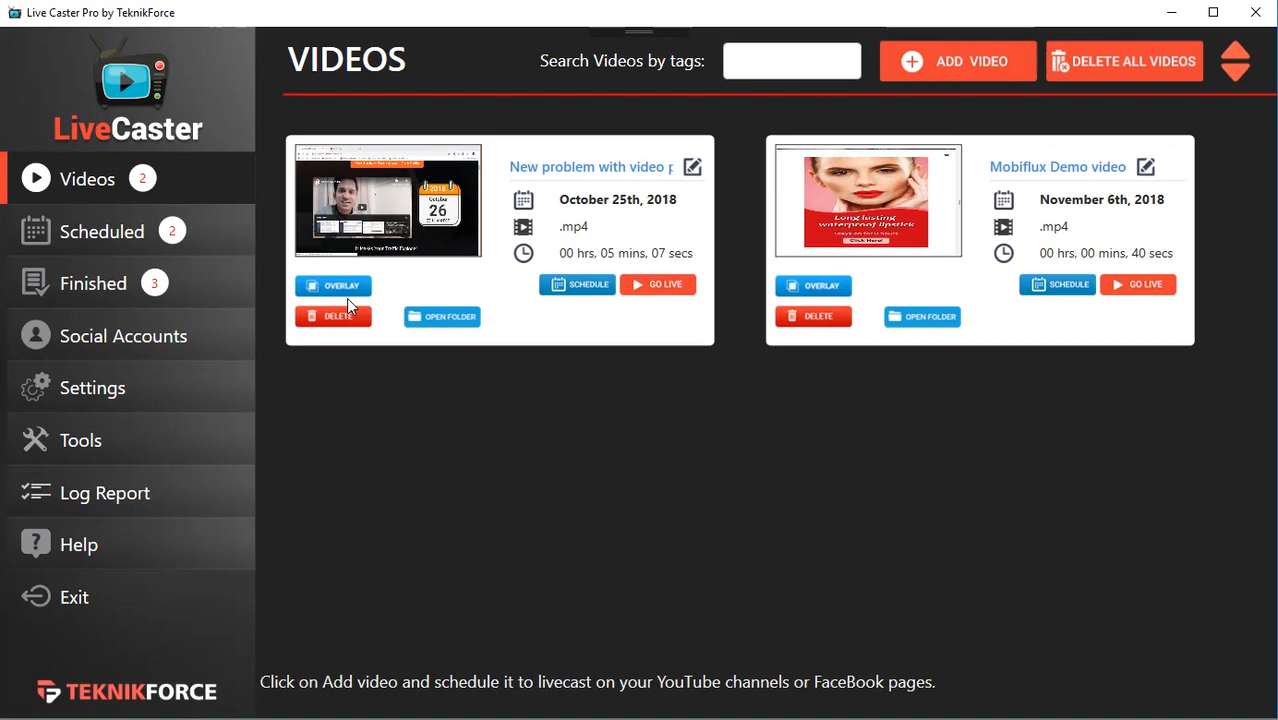 Live Caster Pro by TeknikForce
LiveCaster
Videos 2
Scheduled 2
Finished 3
Social Accounts
Settings
Tools
Log Report
Help
Exit
TEKNIKFORCE
VIDEOS
Search Videos by tags:
ADD VIDEO
DELETE ALL VIDEOS
2018
October
26
New problem with video p
October 25th, 2018
.mp4
00 hrs, 05 mins, 07 secs
OVERLAY
SCHEDULE
GO LIVE
DELETE
OPEN FOLDER
Long lasting
waterproof lipstick
Click Here!
Mobiflux Demo video
November 6th, 2018
.mp4
00 hrs, 00 mins, 40 secs
OVERLAY
SCHEDULE
GO LIVE
DELETE
OPEN FOLDER
Click on Add video and schedule it to livecast on your YouTube channels or FaceBook pages.